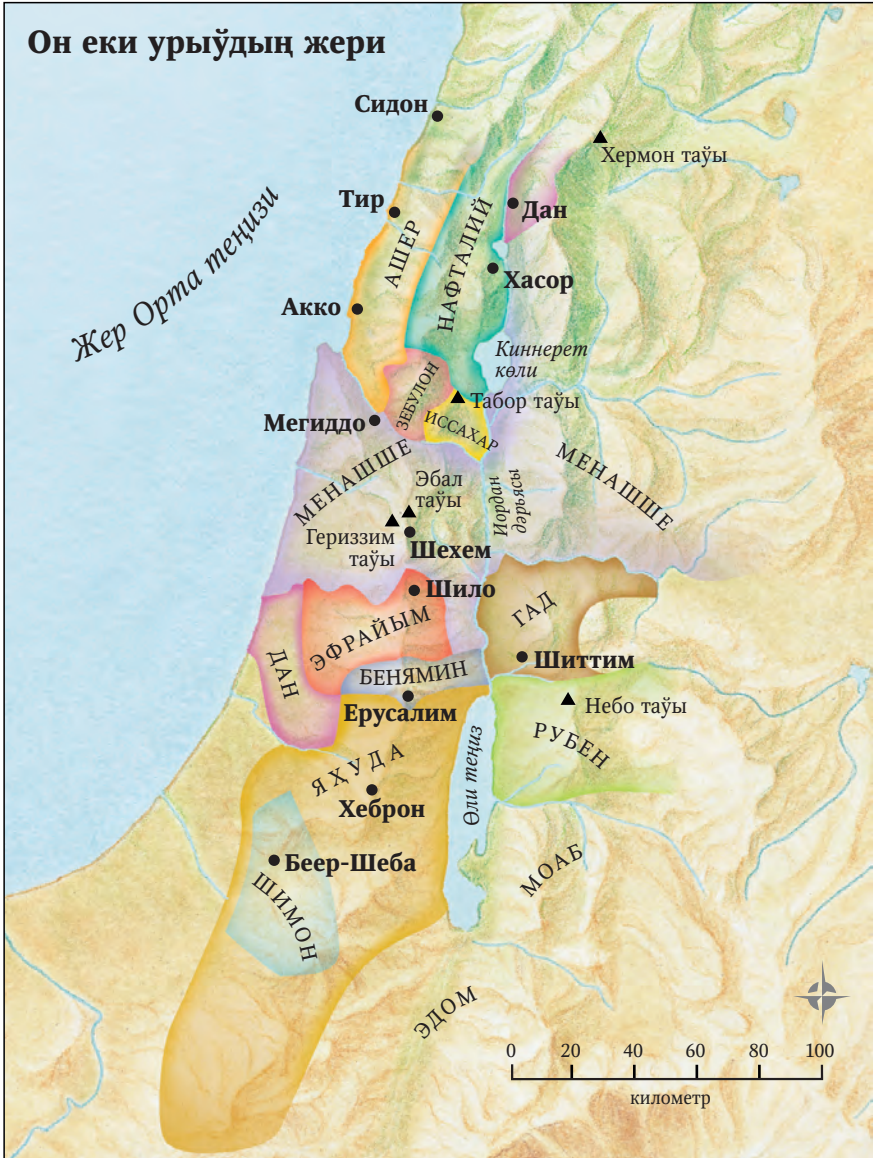 Он еки урыўдың жери
Сидон
Хермон таўы
Тир
Дан
АШЕР
НАФТАЛИЙ
Жер Орта теңизи
Хасор
Акко
Киннерет
көли
ЗЕБУЛОН
Табор таўы
Мегиддо
ИССАХАР
МЕНАШШЕ
МЕНАШШЕ
Эбал
таўы
Иордан
дәрьясы
Гериззим
таўы
Шехем
Шило
ГАД
ЭФРАЙЫМ
ДАН
Шиттим
БЕНЯМИН
Ерусалим
Небо таўы
РУБЕН
ЯҲУДА
Өли теңиз
Хеброн
Беер-Шеба
МОАБ
ШИМОН
ЭДОМ
0 20 40 60 80 100
километр